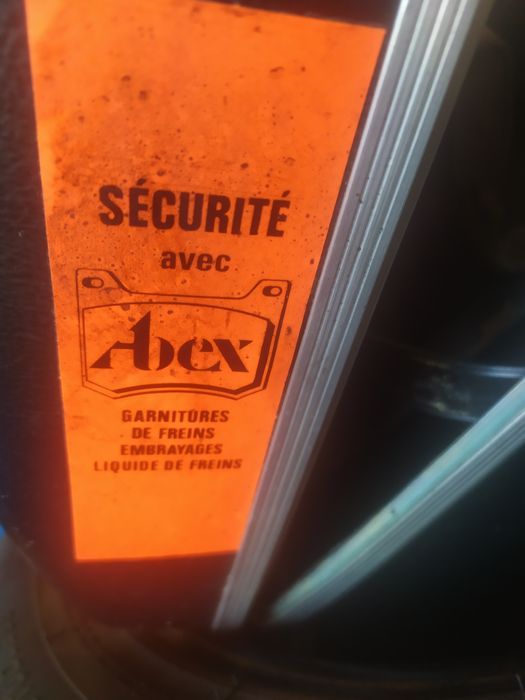 SÉCURITÉ
avec
Abex
GARNITURES
DE FREINS
EMBRAYAGES
LIQUIDE DE FREINS